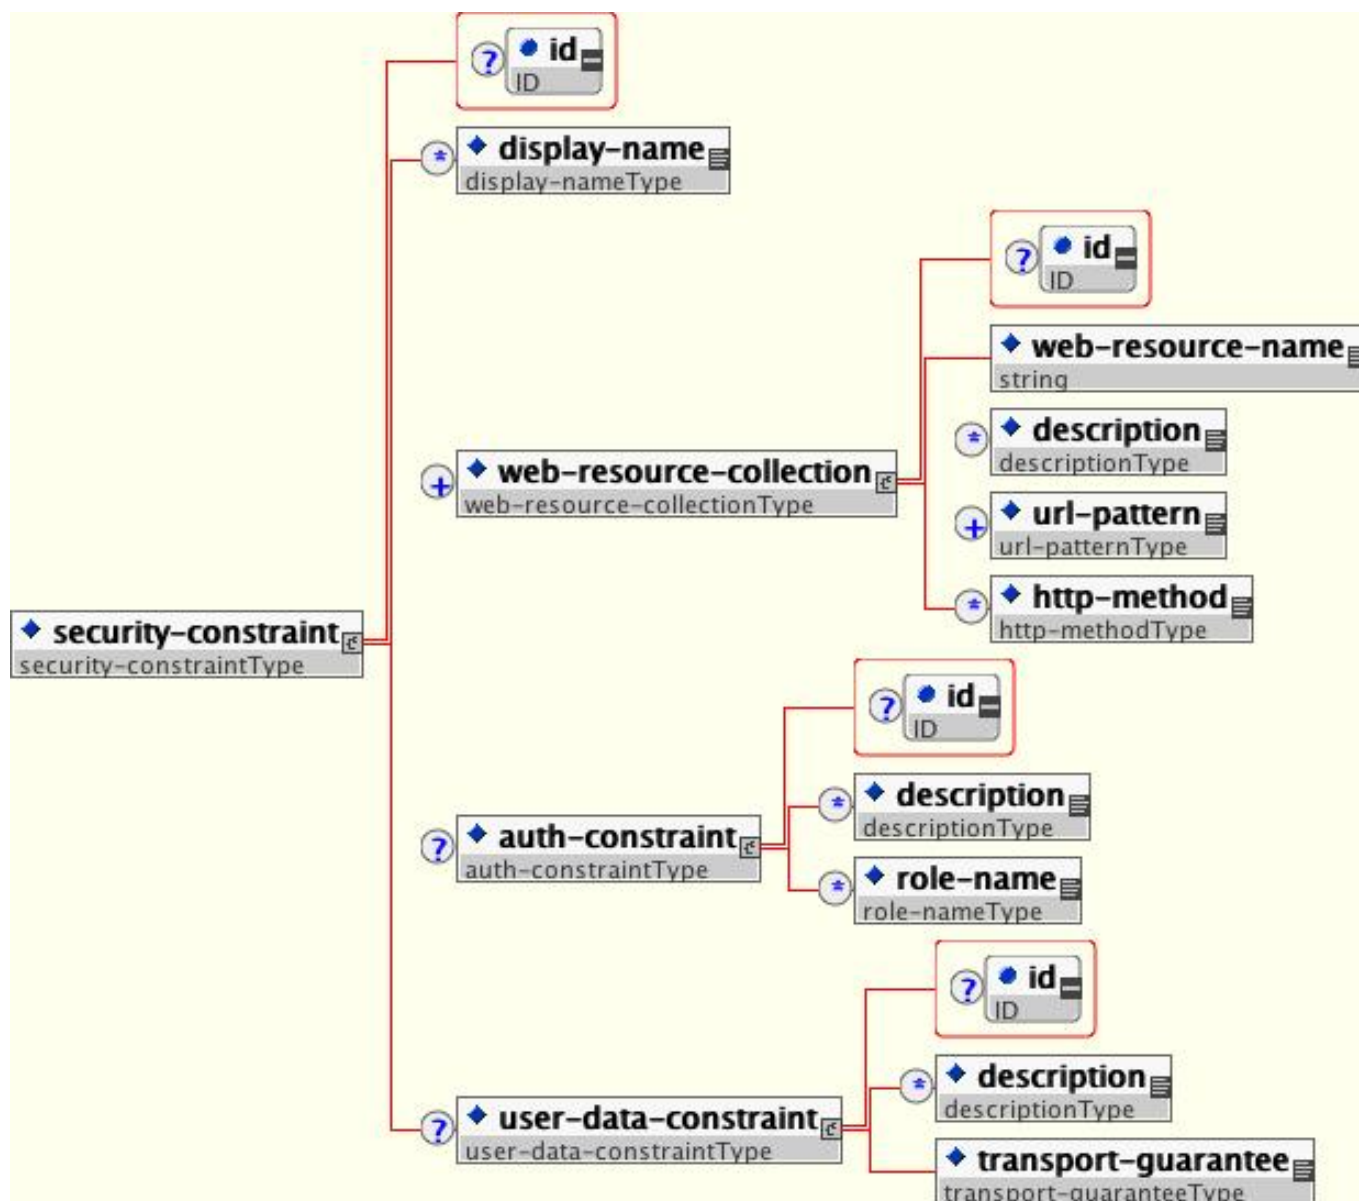 ? id
ID
* display-name
display-nameType
? id
ID
web-resource-name
string
* description
descriptionType
+ web-resource-collection
web-resource-collectionType
+ url-pattern
url-patternType
* http-method
http-methodType
security-constraint
security-constraintType
? id
ID
* description
descriptionType
? auth-constraint
auth-constraintType
* role-name
role-nameType
? id
ID
* description
descriptionType
? user-data-constraint
user-data-constraintType
transport-guarantee
transport-guaranteeType